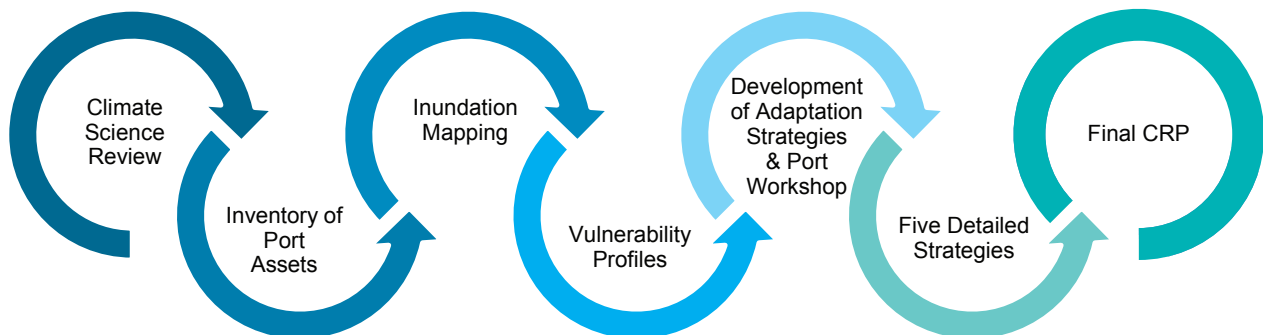 Climate
Science
Review
Inventory of
Port
Assets
Inundation
Mapping
Vulnerability
Profiles
Development
of Adaptation
Strategies
& Port
Workshop
Five Detailed
Strategies
Final CRP